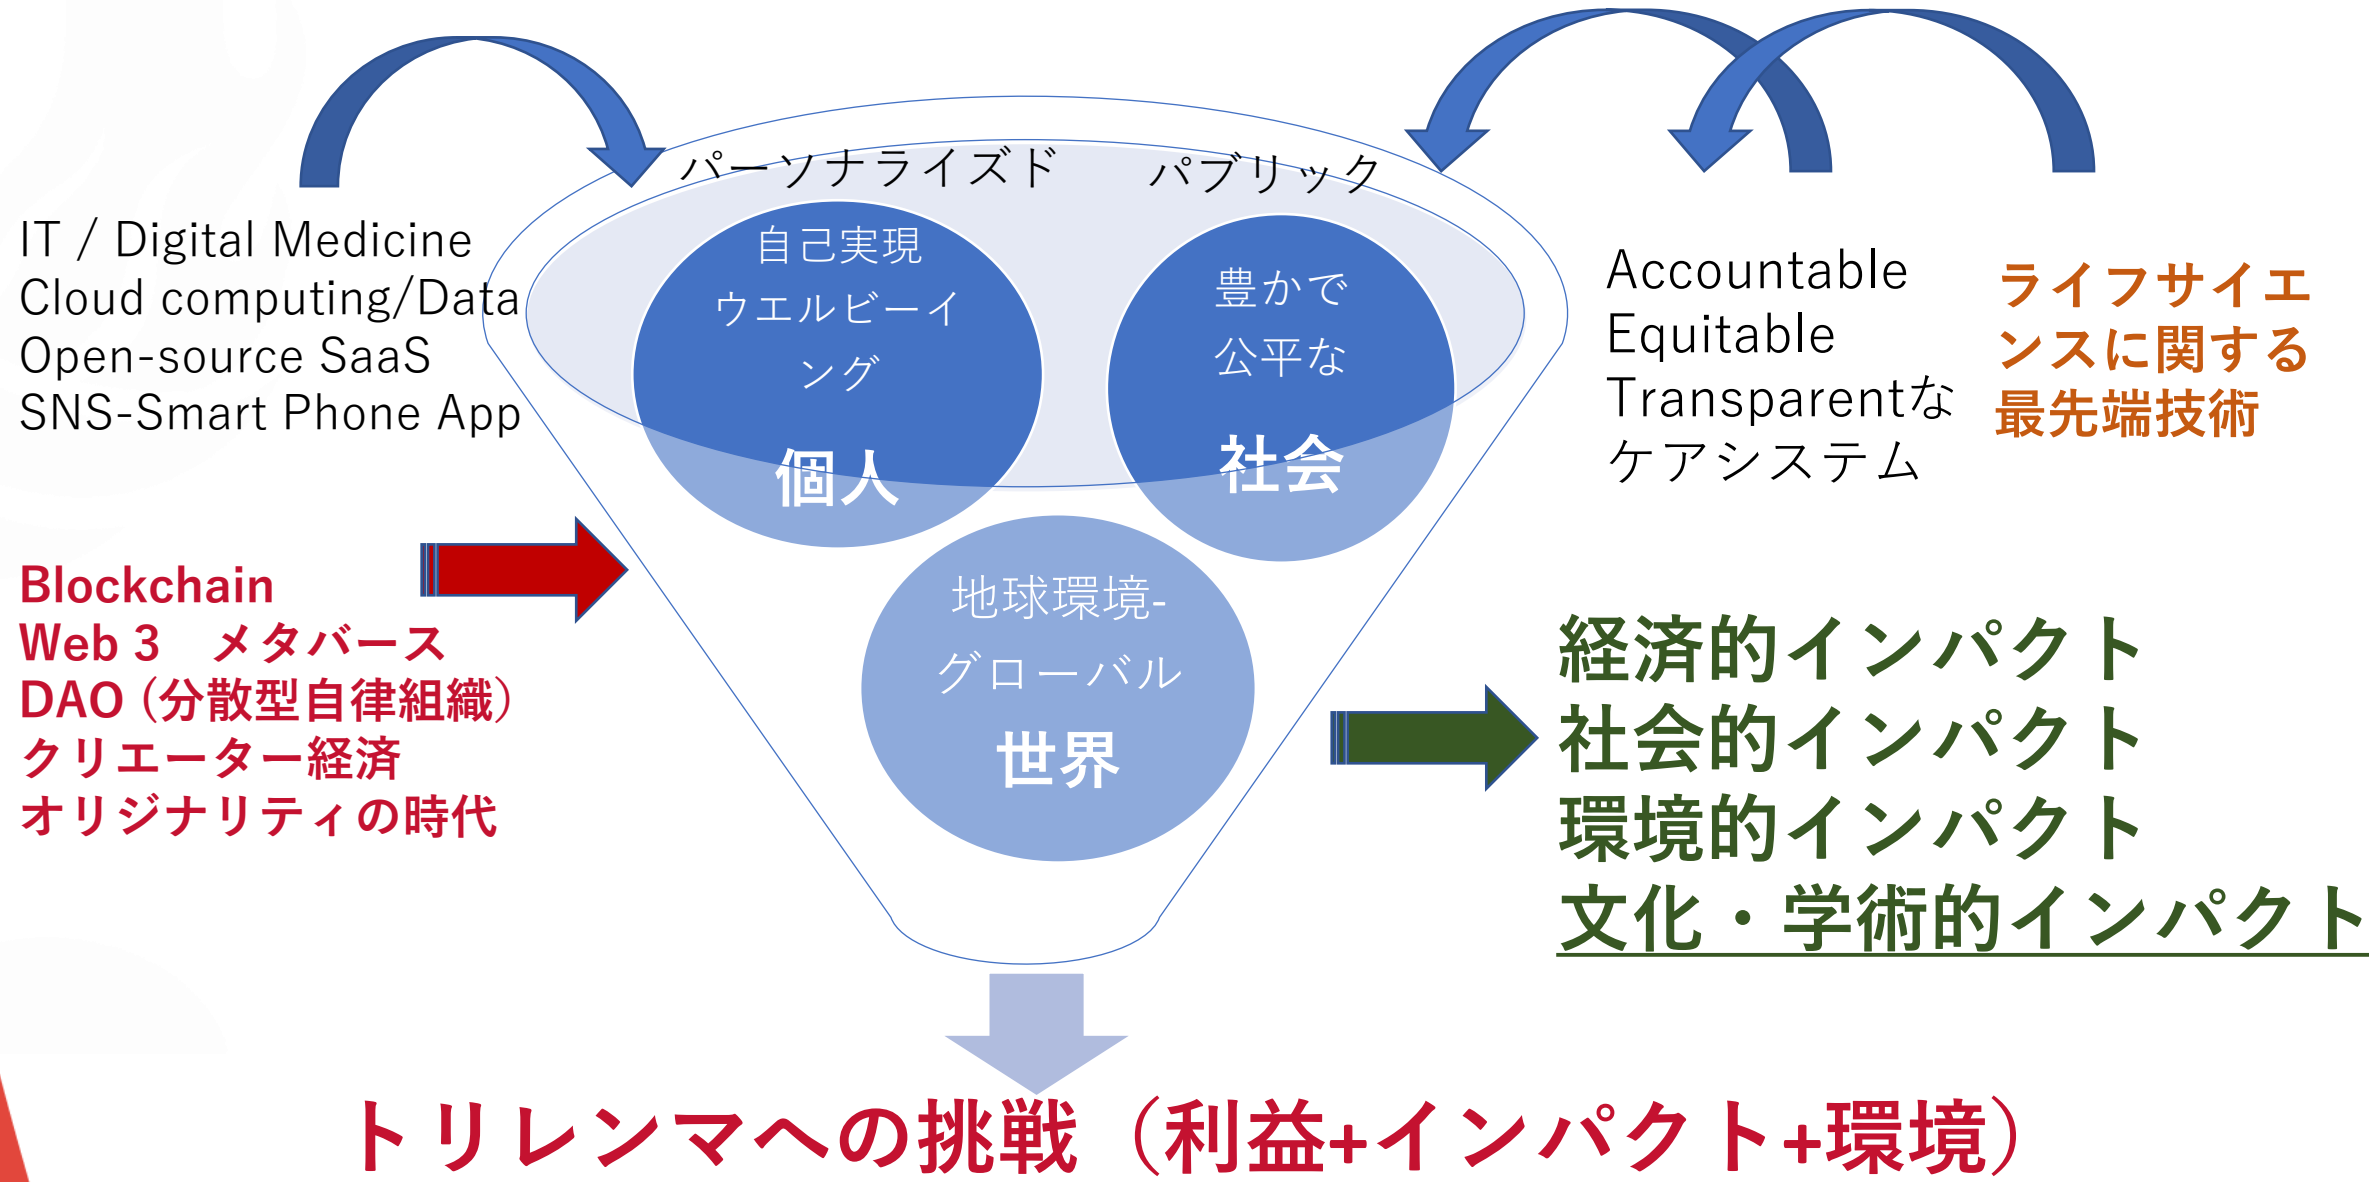 パーソナライズド
パブリック
IT / Digital Medicine
Cloud computing/Data
Open-source SaaS
SNS-Smart Phone App
自己実現
ウエルビーイ
ング
個人
豊かで
公平な
社会
Accountable
Equitable
Transparentな
ケアシステム
ライフサイエ
ンスに関する
最先端技術
Blockchain
Web 3　メタバース
DAO (分散型自律組織）
クリエーター経済
オリジナリティの時代
地球環境-
グローバル
世界
経済的インパクト
社会的インパクト
環境的インパクト
文化・学術的インパクト
トリレンマへの挑戦（利益+インパクト+環境）